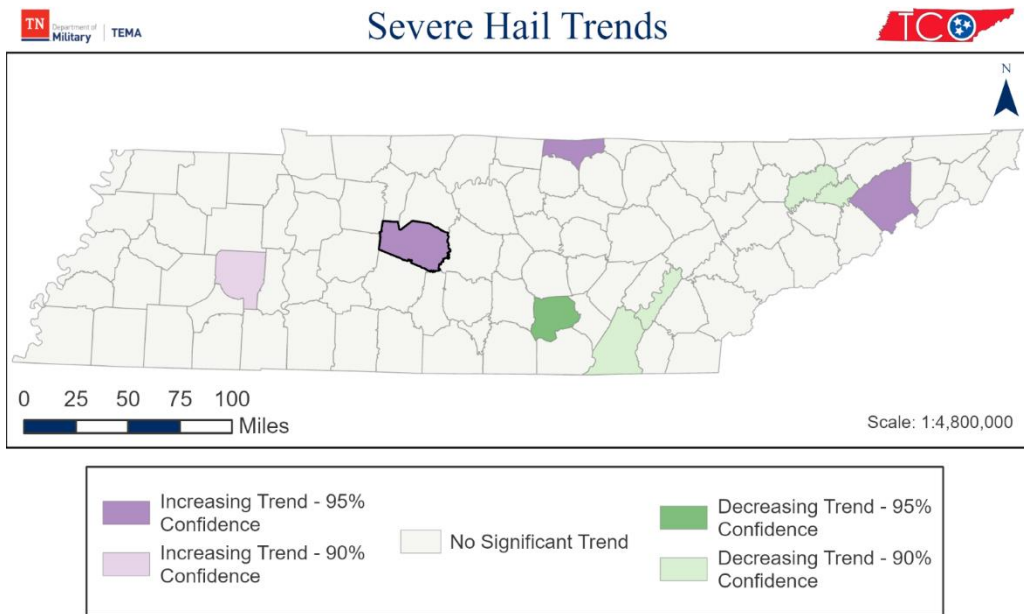 TN
Department of
Military
TEMA
Severe Hail Trends
TCO
N
0 25 50 75 100
Miles
Scale: 1:4,800,000
Increasing Trend - 95%
Confidence
Increasing Trend - 90%
Confidence
No Significant Trend
Decreasing Trend - 95%
Confidence
Decreasing Trend - 90%
Confidence